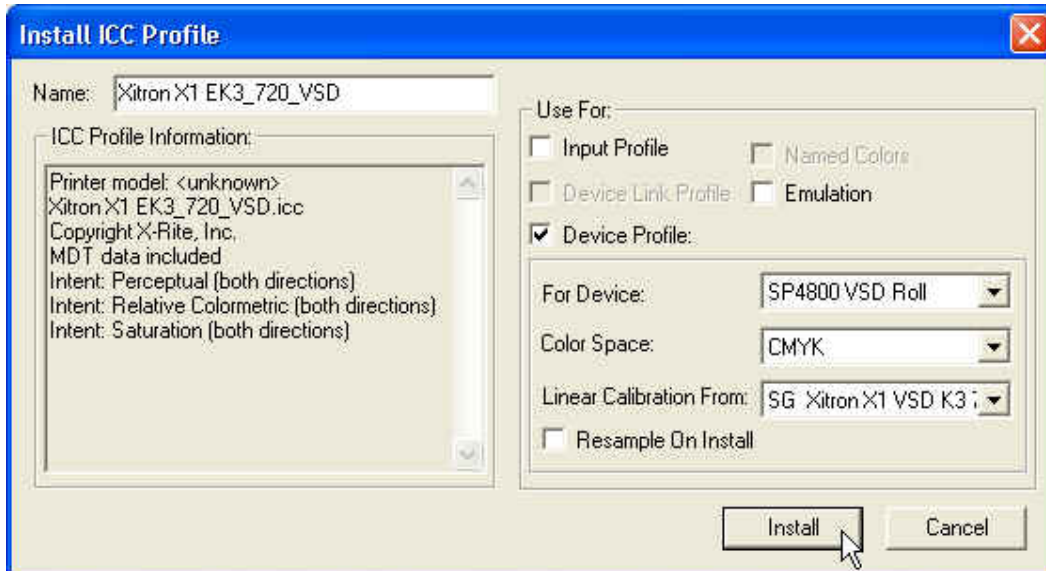 Install ICC Profile
Name: Xitron X1 EK3_720_VSD
ICC Profile Information:
Printer model: <unknown>
Xitron X1 EK3_720_VSD.icc
Copyright X-Rite, Inc.
MDT data included
Intent: Perceptual (both directions)
Intent: Relative Colormetric (both directions)
Intent: Saturation (both directions)
Use For:
Input Profile
Named Colors
Device Link Profile
Emulation
Device Profile:
For Device: SP4800 VSD Roll
Color Space: CMYK
Linear Calibration From: SG Xitron X1 VSD K3
Resample On Install
Install
Cancel